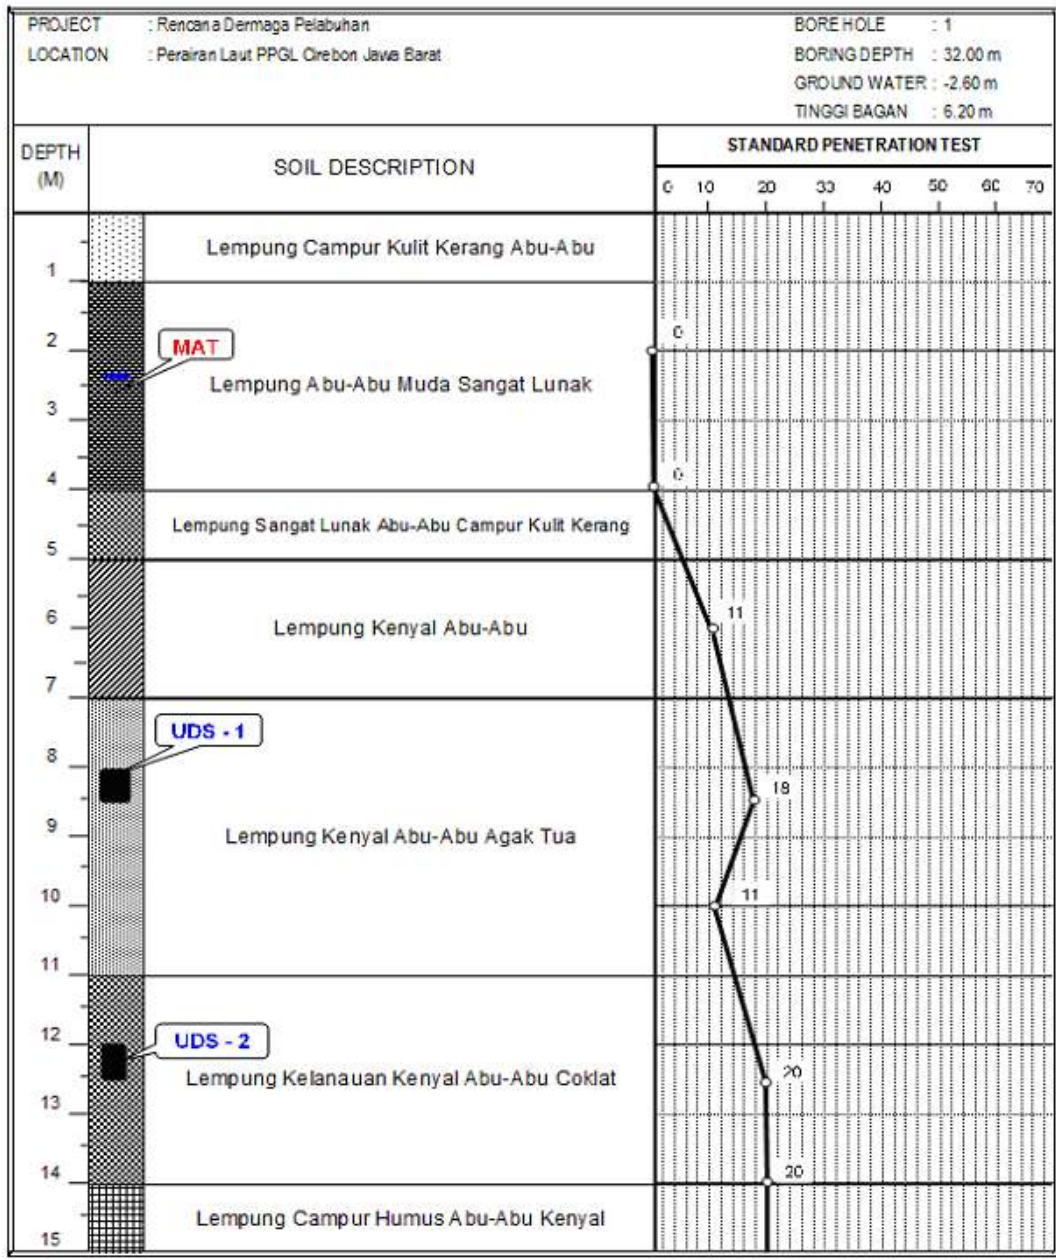 PROJECT : Rencana Dermaga Pelabuhan
LOCATION : Perairan Laut PPGL Cirebon Jawa Barat
BORE HOLE : 1
BORING DEPTH : 32.00 m
GROUND WATER : -2.60 m
TINGGI BAGAN : 6.20 m
DEPTH (M)
SOIL DESCRIPTION
STANDARD PENETRATION TEST
0 10 20 30 40 50 60 70
Lempung Campur Kulit Kerang Abu-Abu
1
0
2
MAT
Lempung Abu-Abu Muda Sangat Lunak
3
4
0
Lempung Sangat Lunak Abu-Abu Campur Kulit Kerang
5
6
11
Lempung Kenyal Abu-Abu
7
UDS - 1
8
18
9
Lempung Kenyal Abu-Abu Agak Tua
10
11
11
12
UDS - 2
20
Lempung Kelanauan Kenyal Abu-Abu Coklat
13
14
20
Lempung Campur Humus Abu-Abu Kenyal
15